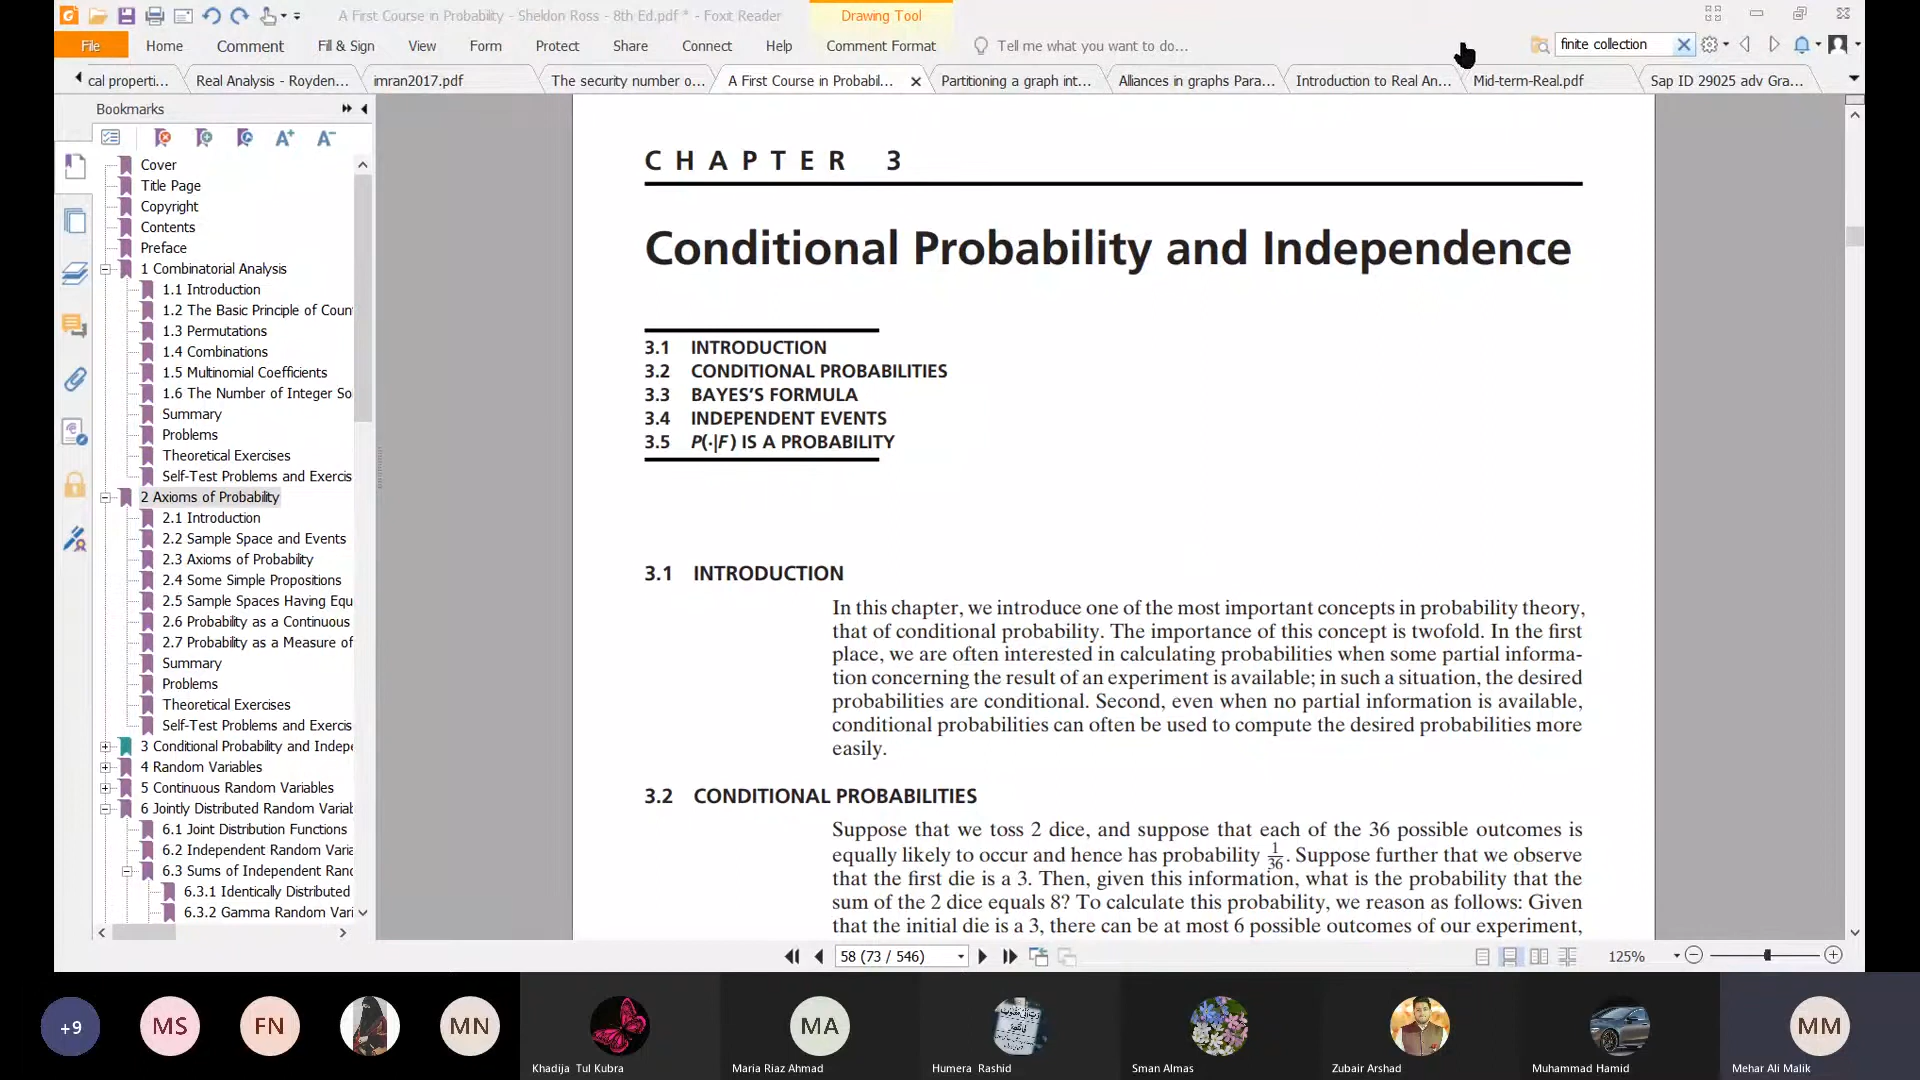 A First Course in Probability - Sheldon Ross - 8th Ed.pdf * - Foxit Reader
Drawing Tool
File
Home
Comment
Fill & Sign
View
Form
Protect
Share
Connect
Help
Comment Format
Tell me what you want to do...
finite collection
cal properti...
Real Analysis - Royden...
imran2017.pdf
The security number o...
A First Course in Probabil...
Partitioning a graph int...
Alliances in graphs Para...
Introduction to Real An...
Mid-term-Real.pdf
Sap ID 29025 adv Gra...
Bookmarks
Cover
Title Page
Copyright
Contents
Preface
1 Combinatorial Analysis
1.1 Introduction
1.2 The Basic Principle of Coun
1.3 Permutations
1.4 Combinations
1.5 Multinomial Coefficients
1.6 The Number of Integer So
Summary
Problems
Theoretical Exercises
Self-Test Problems and Exercis
2 Axioms of Probability
2.1 Introduction
2.2 Sample Space and Events
2.3 Axioms of Probability
2.4 Some Simple Propositions
2.5 Sample Spaces Having Equ
2.6 Probability as a Continuous
2.7 Probability as a Measure of
Summary
Problems
Theoretical Exercises
Self-Test Problems and Exercis
3 Conditional Probability and Indepe
4 Random Variables
5 Continuous Random Variables
6 Jointly Distributed Random Variab
6.1 Joint Distribution Functions
6.2 Independent Random Varia
6.3 Sums of Independent Rand
6.3.1 Identically Distributed
6.3.2 Gamma Random Vari
CHAPTER 3
Conditional Probability and Independence
3.1 INTRODUCTION
3.2 CONDITIONAL PROBABILITIES
3.3 BAYES'S FORMULA
3.4 INDEPENDENT EVENTS
3.5 P(·|F) IS A PROBABILITY
3.1 INTRODUCTION
In this chapter, we introduce one of the most important concepts in probability theory,
that of conditional probability. The importance of this concept is twofold. In the first
place, we are often interested in calculating probabilities when some partial informa-
tion concerning the result of an experiment is available; in such a situation, the desired
probabilities are conditional. Second, even when no partial information is available,
conditional probabilities can often be used to compute the desired probabilities more
easily.
3.2 CONDITIONAL PROBABILITIES
Suppose that we toss 2 dice, and suppose that each of the 36 possible outcomes is
equally likely to occur and hence has probability 1/36. Suppose further that we observe
that the first die is a 3. Then, given this information, what is the probability that the
sum of the 2 dice equals 8? To calculate this probability, we reason as follows: Given
that the initial die is a 3, there can be at most 6 possible outcomes of our experiment,
58 (73 / 546)
125%
+9
MS
FN
MN
MA
MM
Khadija Tul Kubra
Maria Riaz Ahmad
Humera Rashid
Sman Almas
Zubair Arshad
Muhammad Hamid
Mehar Ali Malik